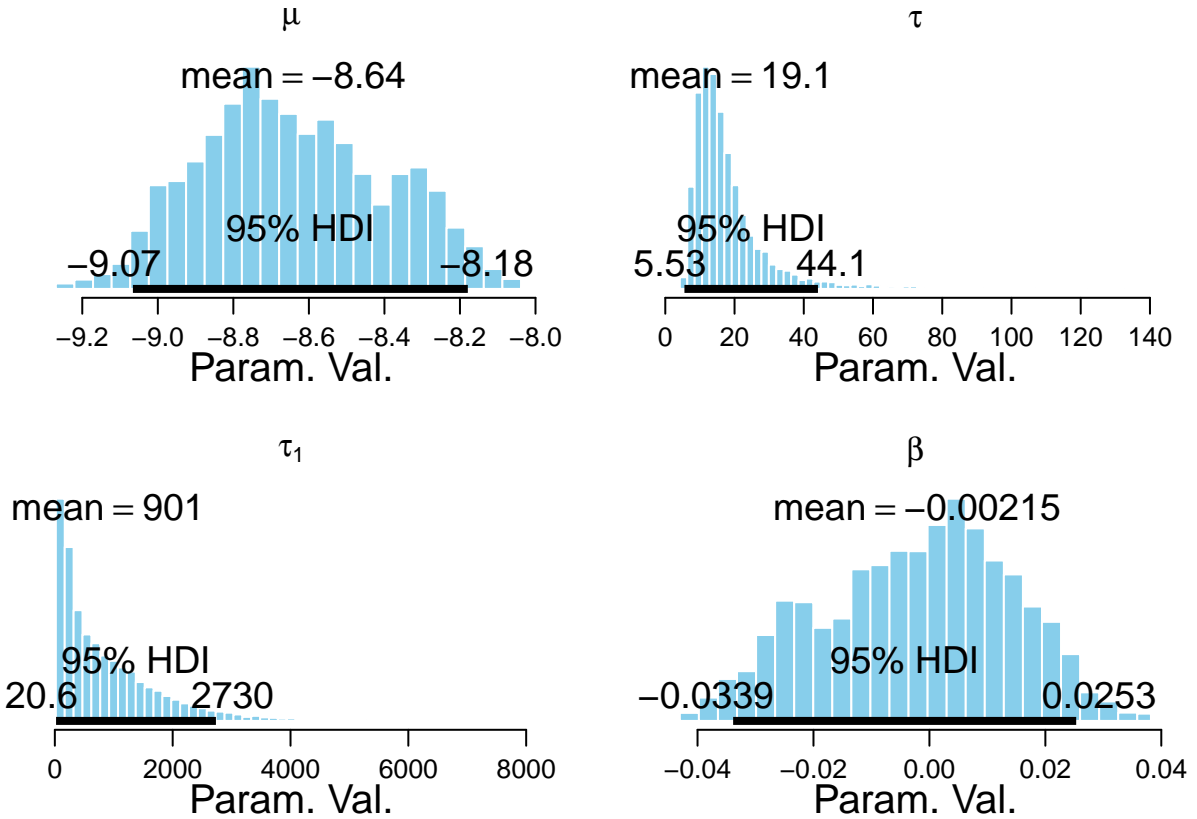 μ
mean = −8.64
95% HDI
−9.07
−8.18
−9.2 −9.0 −8.8 −8.6 −8.4 −8.2 −8.0
Param. Val.
τ
mean = 19.1
95% HDI
5.53
44.1
0 20 40 60 80 100 120 140
Param. Val.
τ₁
mean = 901
95% HDI
20.6
2730
0 2000 4000 6000 8000
Param. Val.
β
mean = −0.00215
95% HDI
−0.0339
0.0253
−0.04 −0.02 0.00 0.02 0.04
Param. Val.